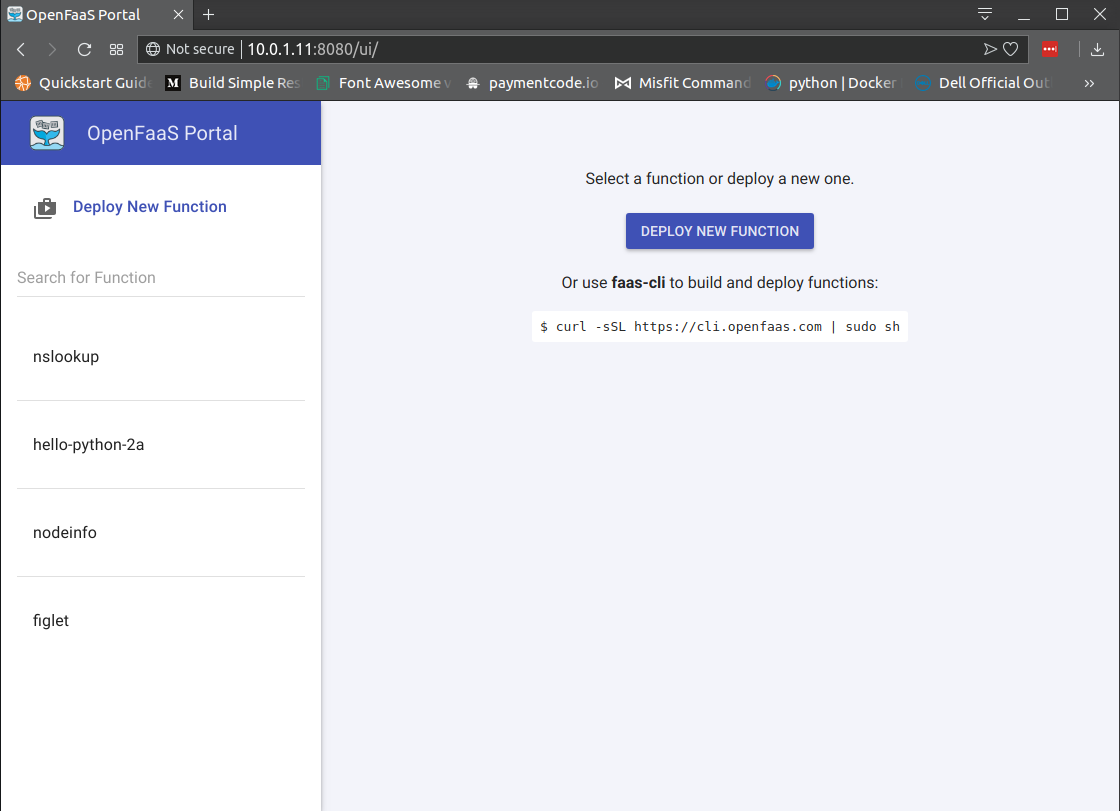 OpenFaaS Portal
Not secure 10.0.1.11:8080/ui/
Quickstart Guid Build Simple Res Font Awesome v paymentcode.io Misfit Command python | Docker Dell Official Out
OpenFaaS Portal
Deploy New Function
Search for Function
nslookup
hello-python-2a
nodeinfo
figlet
Select a function or deploy a new one.
DEPLOY NEW FUNCTION
Or use faas-cli to build and deploy functions:
$ curl -sSL https://cli.openfaas.com | sudo sh